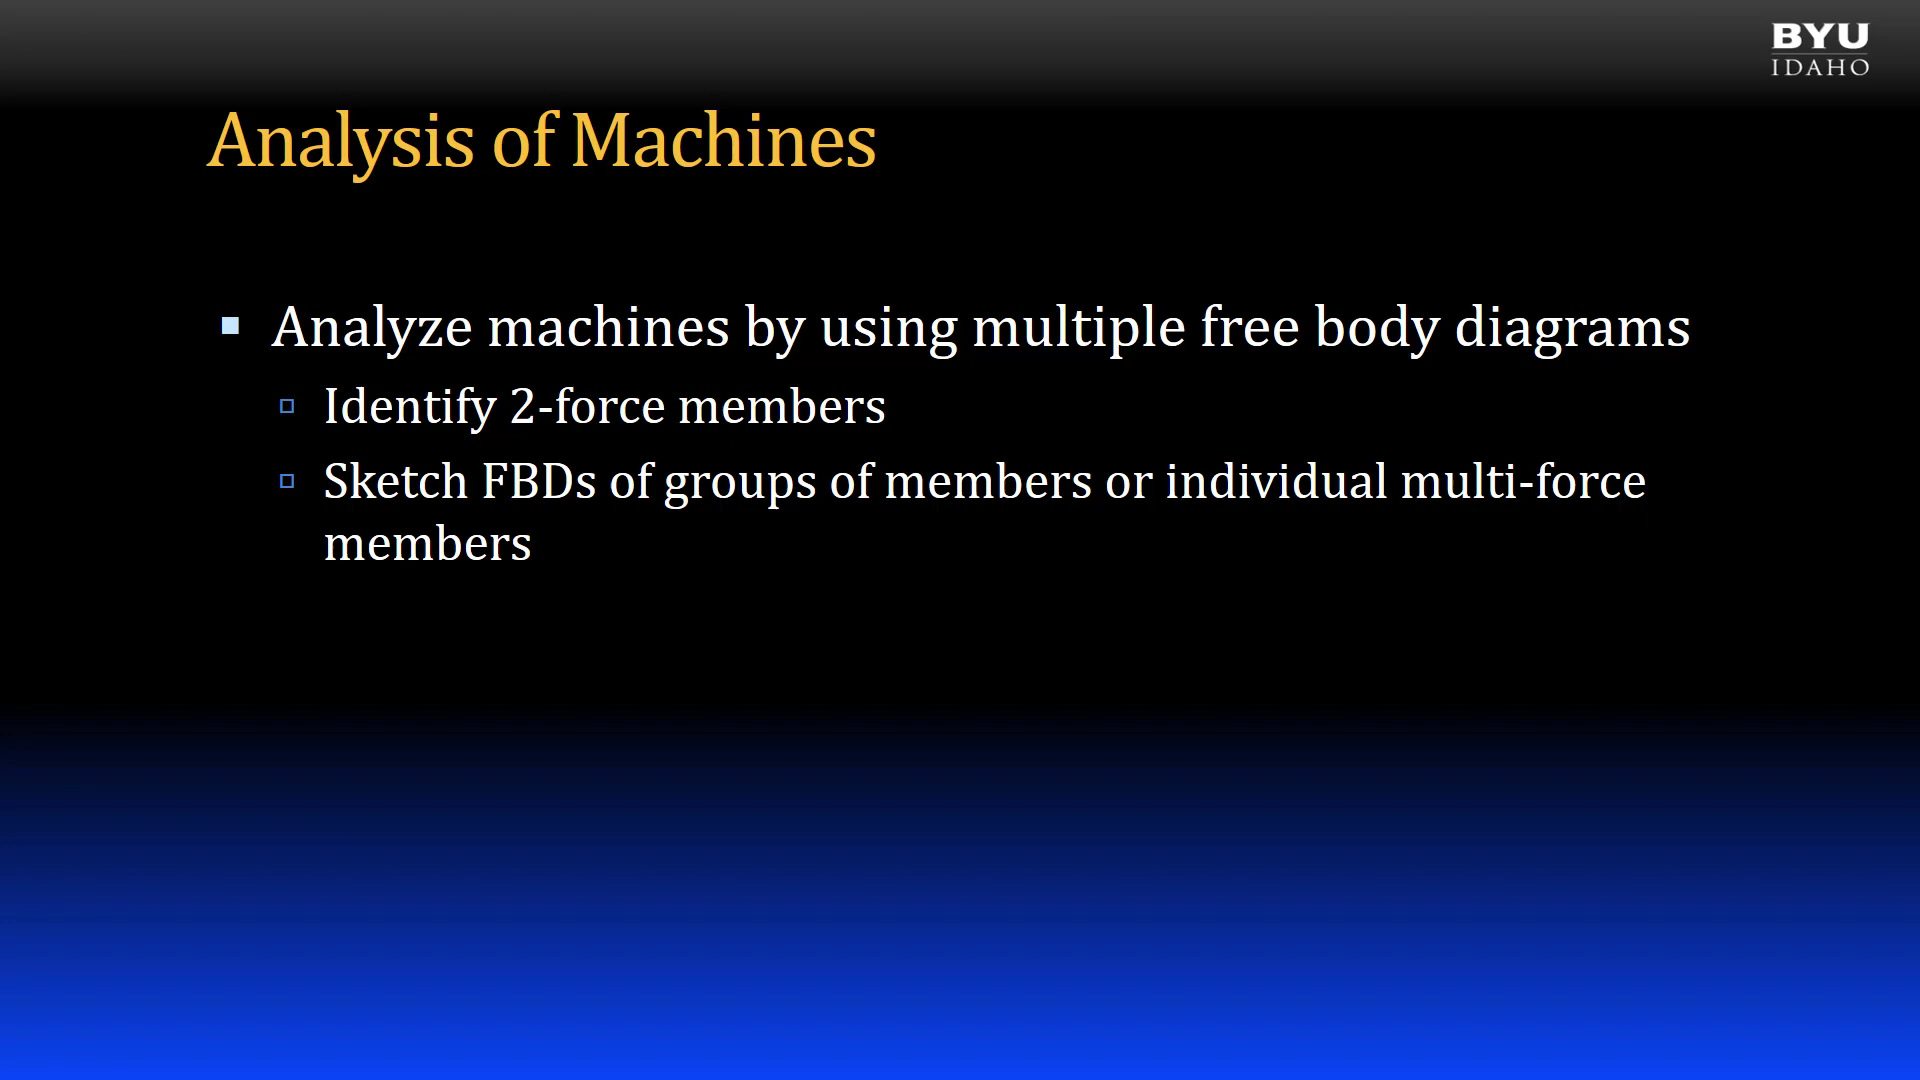 BYU
IDAHO
Analysis of Machines
Analyze machines by using multiple free body diagrams
Identify 2-force members
Sketch FBDs of groups of members or individual multi-force
members